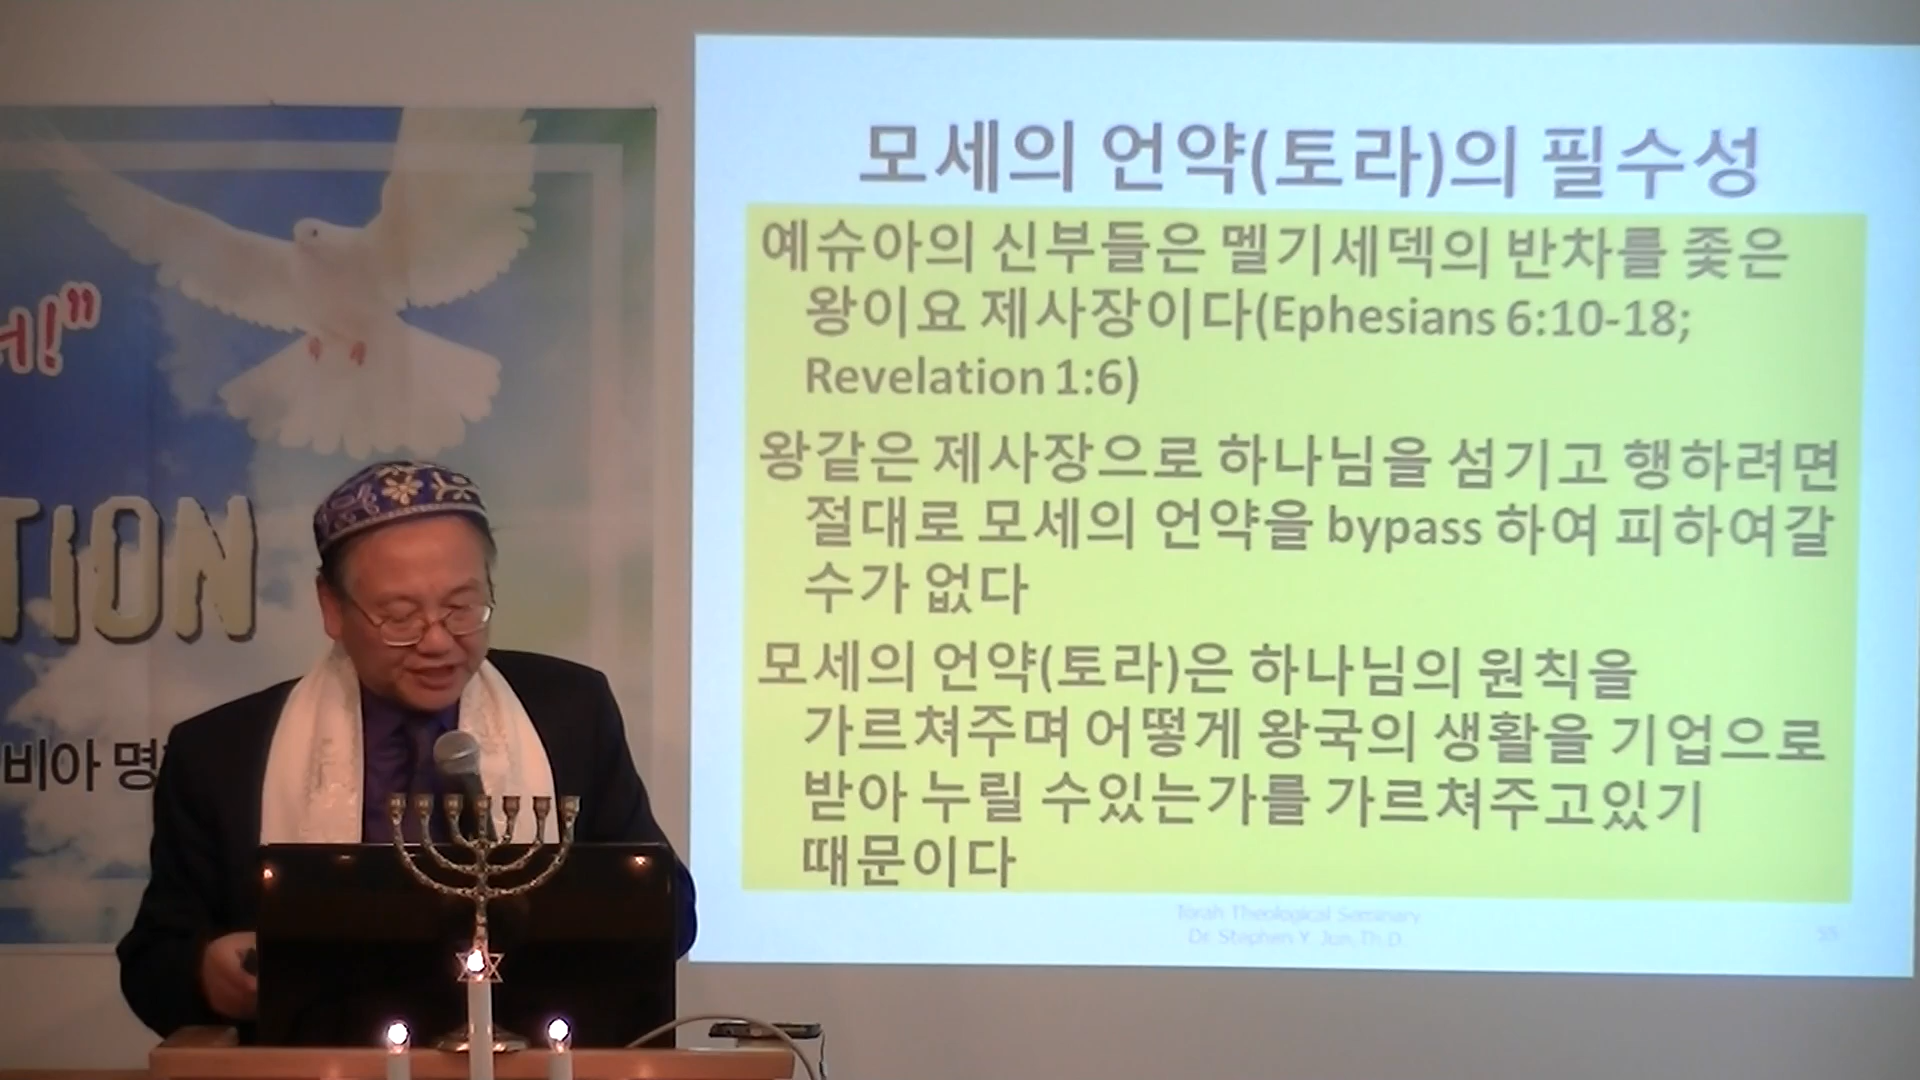 모세의 언약(토라)의 필수성
예슈아의 신부들은 멜기세덱의 반차를 좇은
왕이요 제사장이다(Ephesians 6:10-18;
Revelation 1:6)
왕같은 제사장으로 하나님을 섬기고 행하려면
절대로 모세의 언약을 bypass 하여 피하여갈
수가 없다
모세의 언약(토라)은 하나님의 원칙을
가르쳐주며 어떻게 왕국의 생활을 기업으로
받아 누릴 수있는가를 가르쳐주고있기
때문이다
Torah Theological Seminary
Dr. Stephen Y. Jun, Th.D.
TION
비아